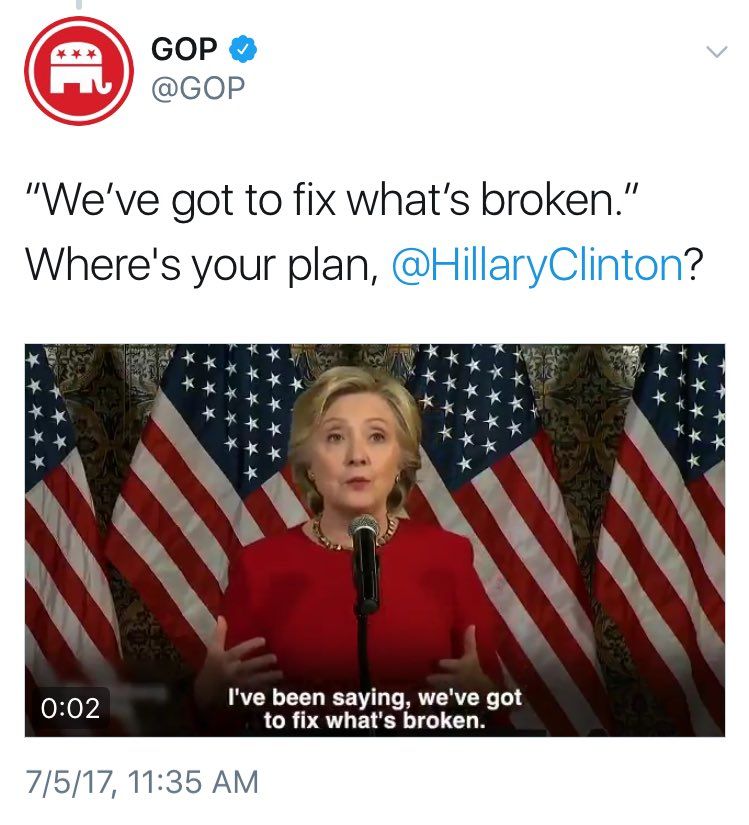 GOP
@GOP
"We've got to fix what's broken."
Where's your plan, @HillaryClinton?
I've been saying, we've got
to fix what's broken.
0:02
7/5/17, 11:35 AM